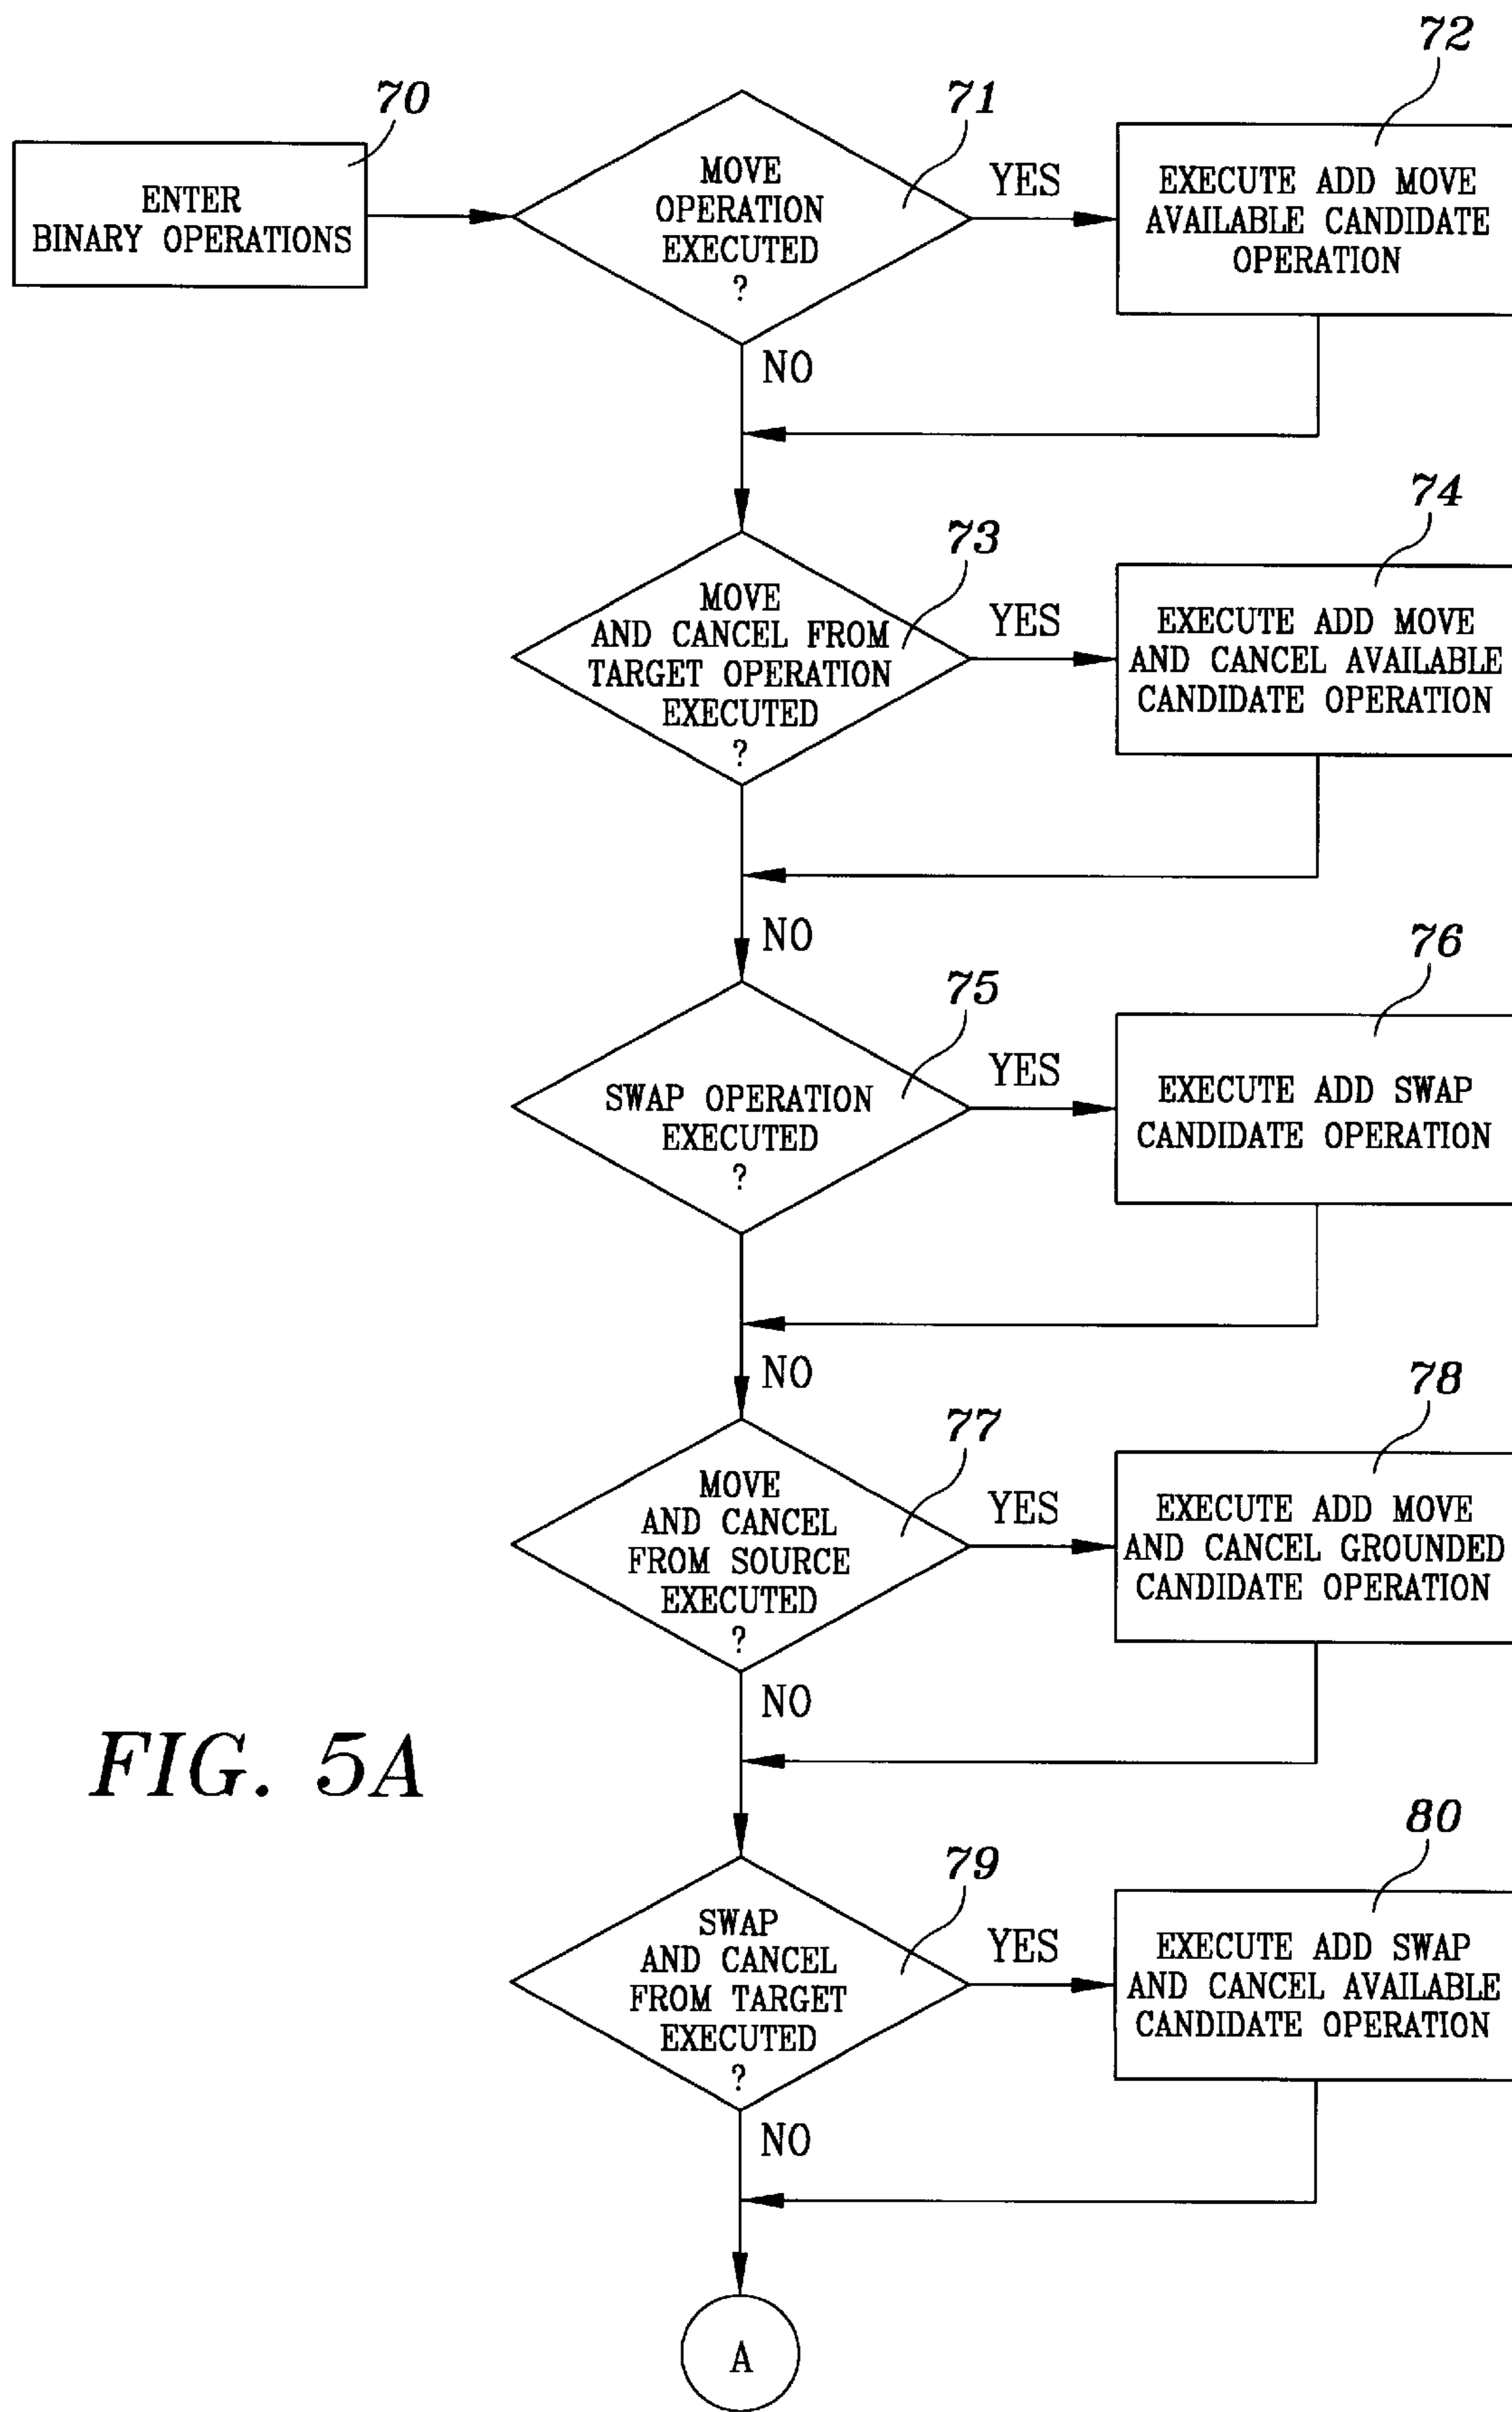 72
70
71
ENTER
BINARY OPERATIONS
MOVE
OPERATION
EXECUTED
?
YES
EXECUTE ADD MOVE
AVAILABLE CANDIDATE
OPERATION
NO
74
73
MOVE
AND CANCEL FROM
TARGET OPERATION
EXECUTED
?
YES
EXECUTE ADD MOVE
AND CANCEL AVAILABLE
CANDIDATE OPERATION
NO
76
75
SWAP OPERATION
EXECUTED
?
YES
EXECUTE ADD SWAP
CANDIDATE OPERATION
NO
78
77
MOVE
AND CANCEL
FROM SOURCE
EXECUTED
?
YES
EXECUTE ADD MOVE
AND CANCEL GROUNDED
CANDIDATE OPERATION
NO
FIG. 5A
80
79
SWAP
AND CANCEL
FROM TARGET
EXECUTED
?
YES
EXECUTE ADD SWAP
AND CANCEL AVAILABLE
CANDIDATE OPERATION
NO
A